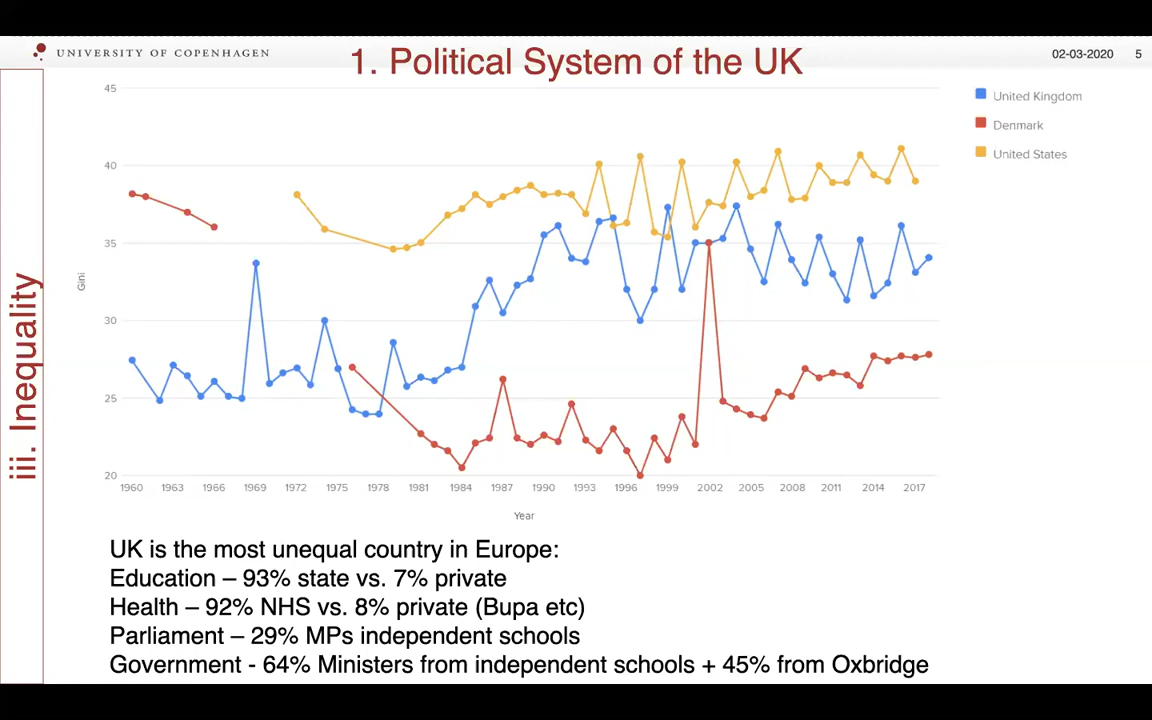 UNIVERSITY OF COPENHAGEN
1. Political System of the UK
02-03-2020 5
iii. Inequality
45
40
35
30
25
20
Gini
1960 1963 1966 1969 1972 1975 1978 1981 1984 1987 1990 1993 1996 1999 2002 2005 2008 2011 2014 2017
Year
United Kingdom
Denmark
United States
UK is the most unequal country in Europe:
Education – 93% state vs. 7% private
Health – 92% NHS vs. 8% private (Bupa etc)
Parliament – 29% MPs independent schools
Government - 64% Ministers from independent schools + 45% from Oxbridge